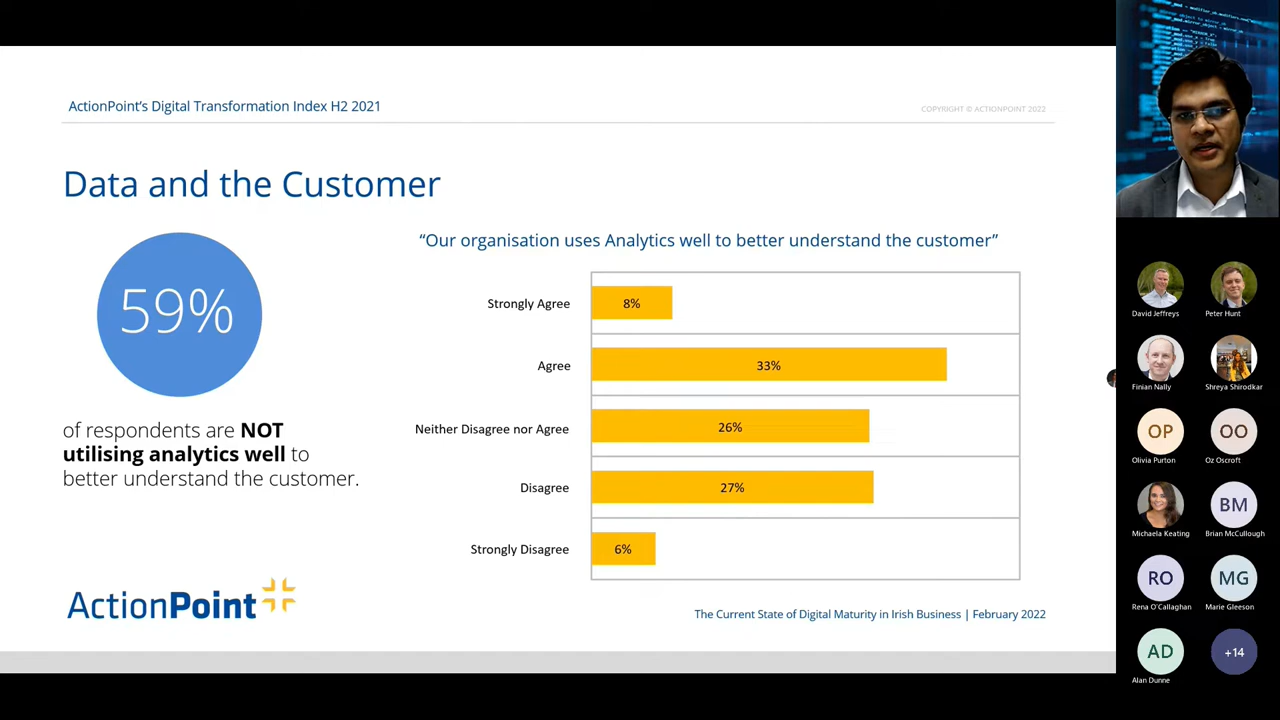 ActionPoint's Digital Transformation Index H2 2021
COPYRIGHT © ACTIONPOINT 2022
Data and the Customer
59%
of respondents are NOT
utilising analytics well to
better understand the customer.
“Our organisation uses Analytics well to better understand the customer”
Strongly Agree
8%
Agree
33%
Neither Disagree nor Agree
26%
Disagree
27%
Strongly Disagree
6%
ActionPoint
The Current State of Digital Maturity in Irish Business | February 2022
David Jeffreys
Peter Hunt
Finian Nally
Shreya Shirodkar
OP
OO
Olivia Purton
Oz Oscroft
BM
Michaela Keating
Brian McCullough
RO
MG
Rena O'Callaghan
Marie Gleeson
AD
+14
Alan Dunne